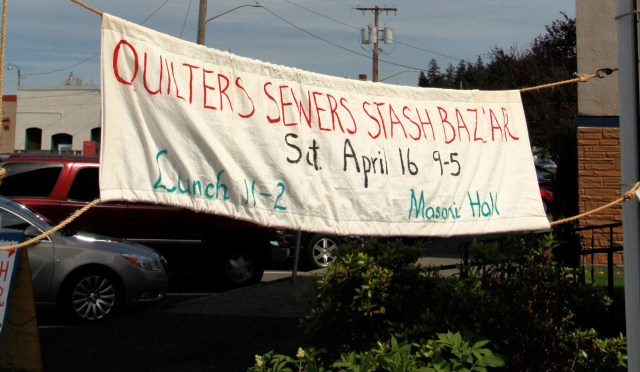 QUILTERS SEWERS STASH BAZ'AR
Sat. April 16 9-5
Lunch 11-2
Masonic Hall